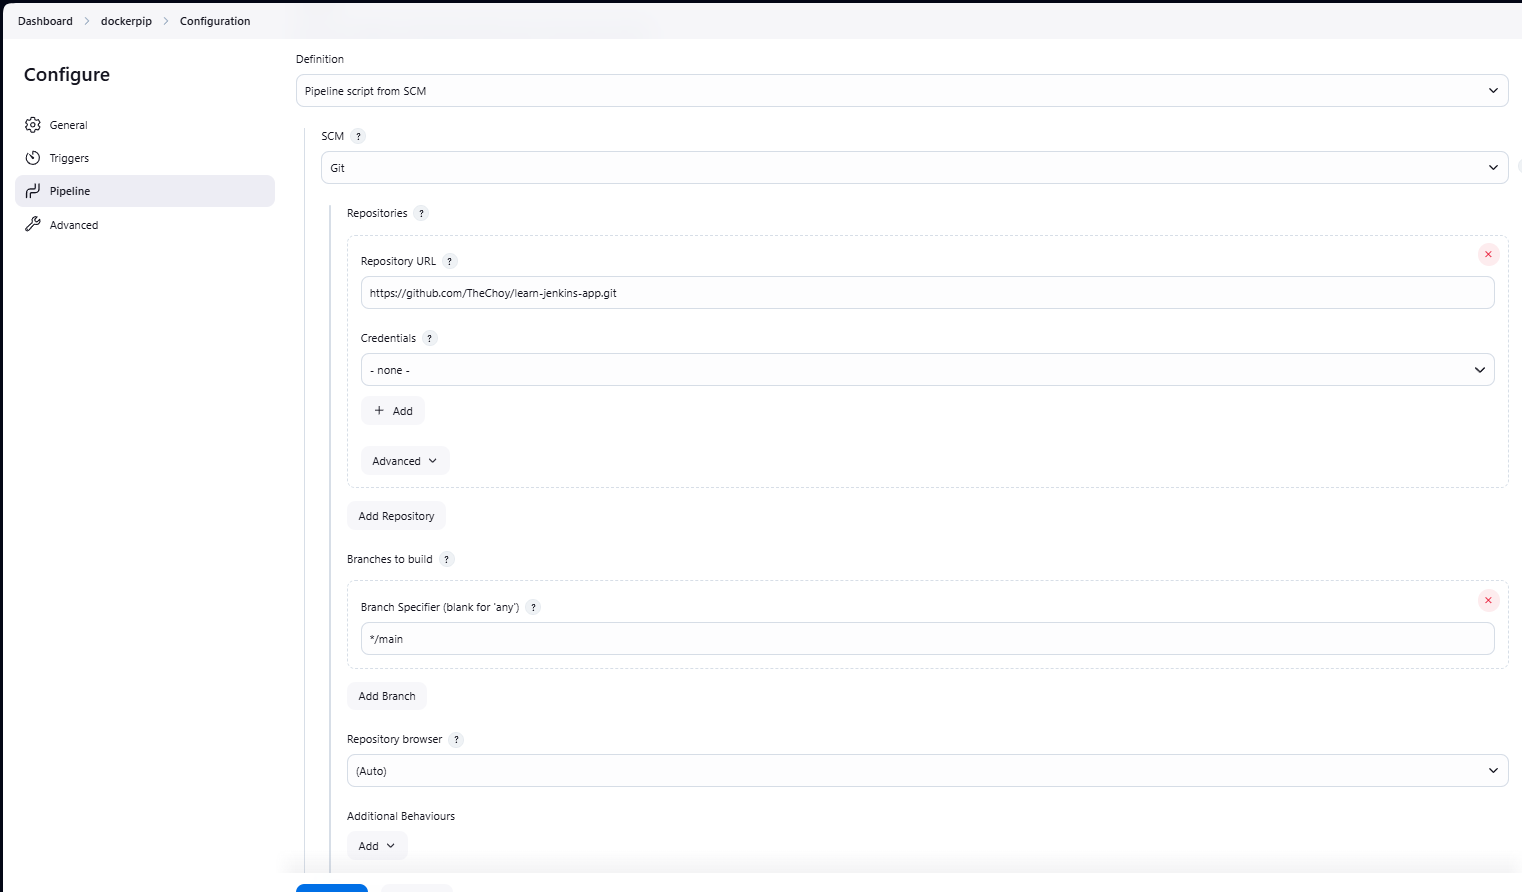 Dashboard > dockerpip > Configuration
Configure
General
Triggers
Pipeline
Advanced
Definition
Pipeline script from SCM
SCM ?
Git
Repositories ?
Repository URL ?
https://github.com/TheChoy/learn-jenkins-app.git
Credentials ?
- none -
+ Add
Advanced
Add Repository
Branches to build ?
Branch Specifier (blank for 'any') ?
*/main
Add Branch
Repository browser ?
(Auto)
Additional Behaviours
Add